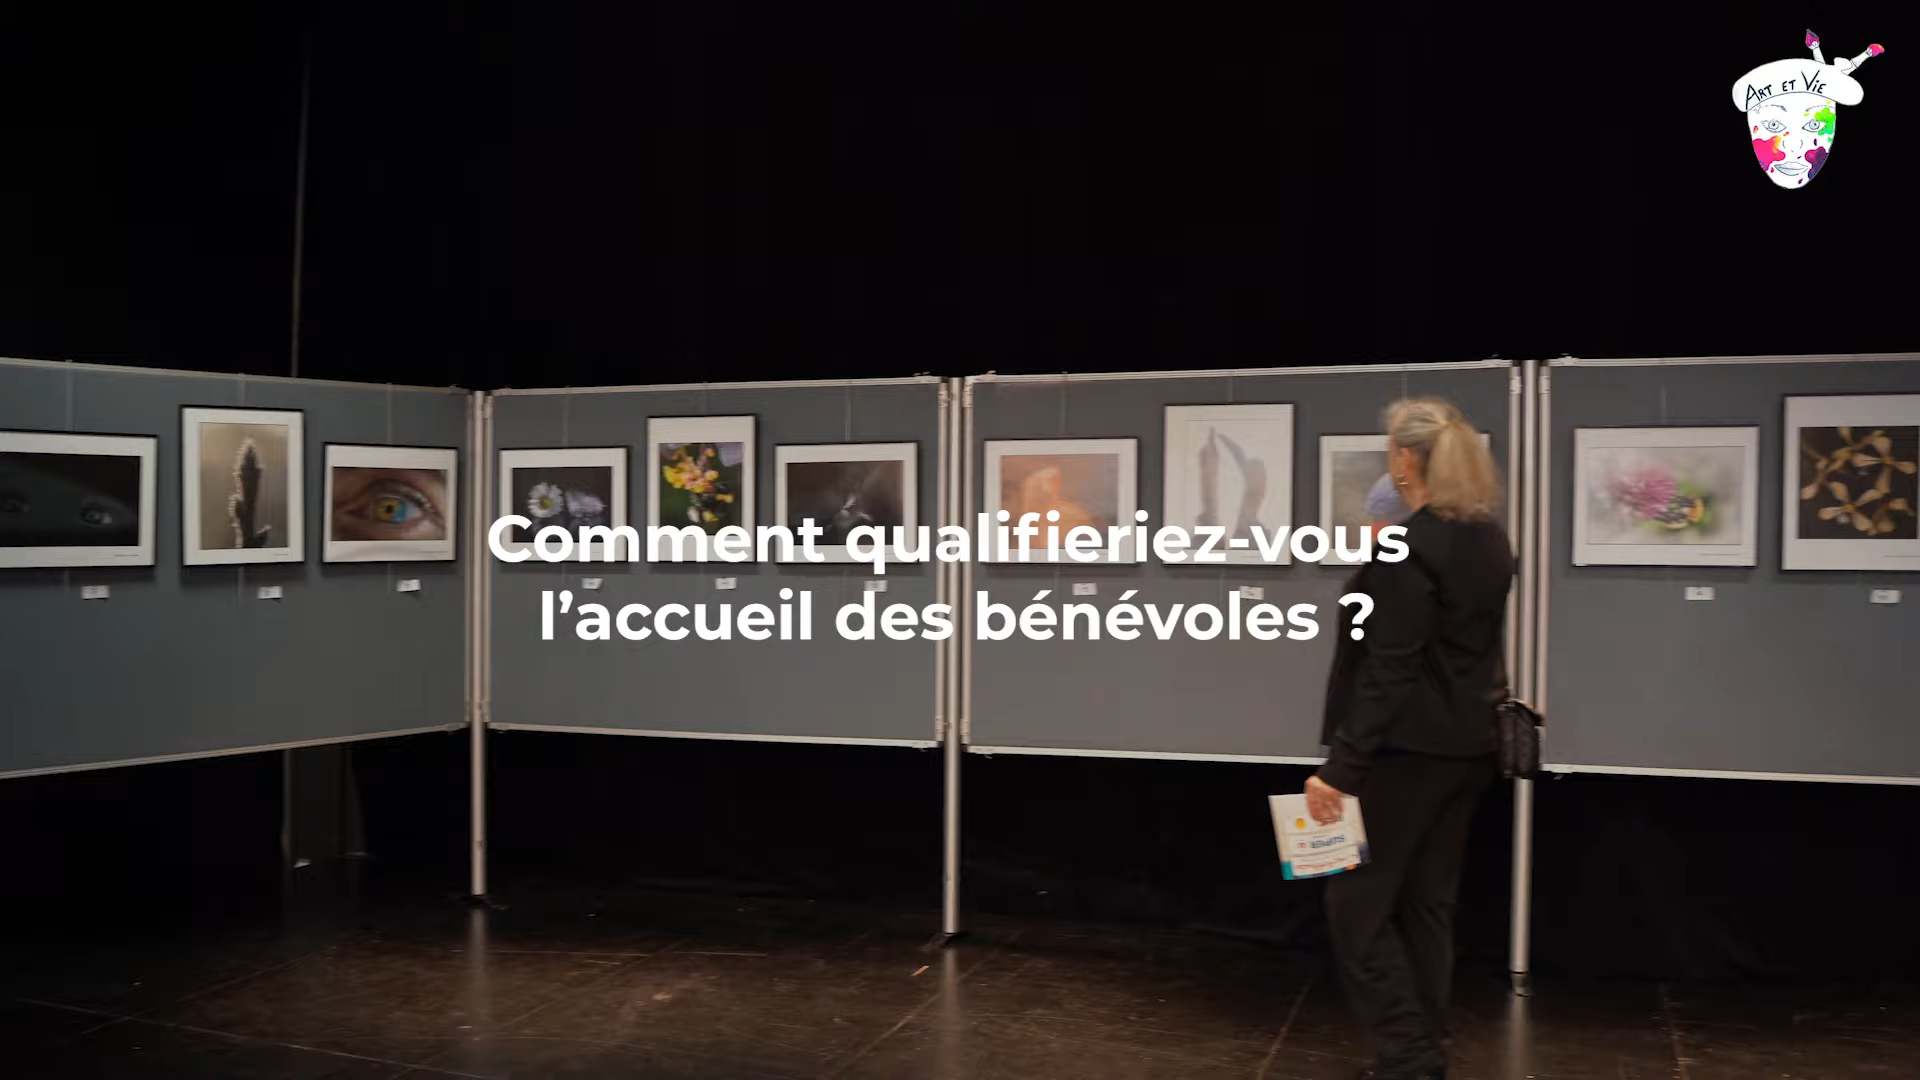 ART ET VIE
Comment qualifieriez-vous
l’accueil des bénévoles ?